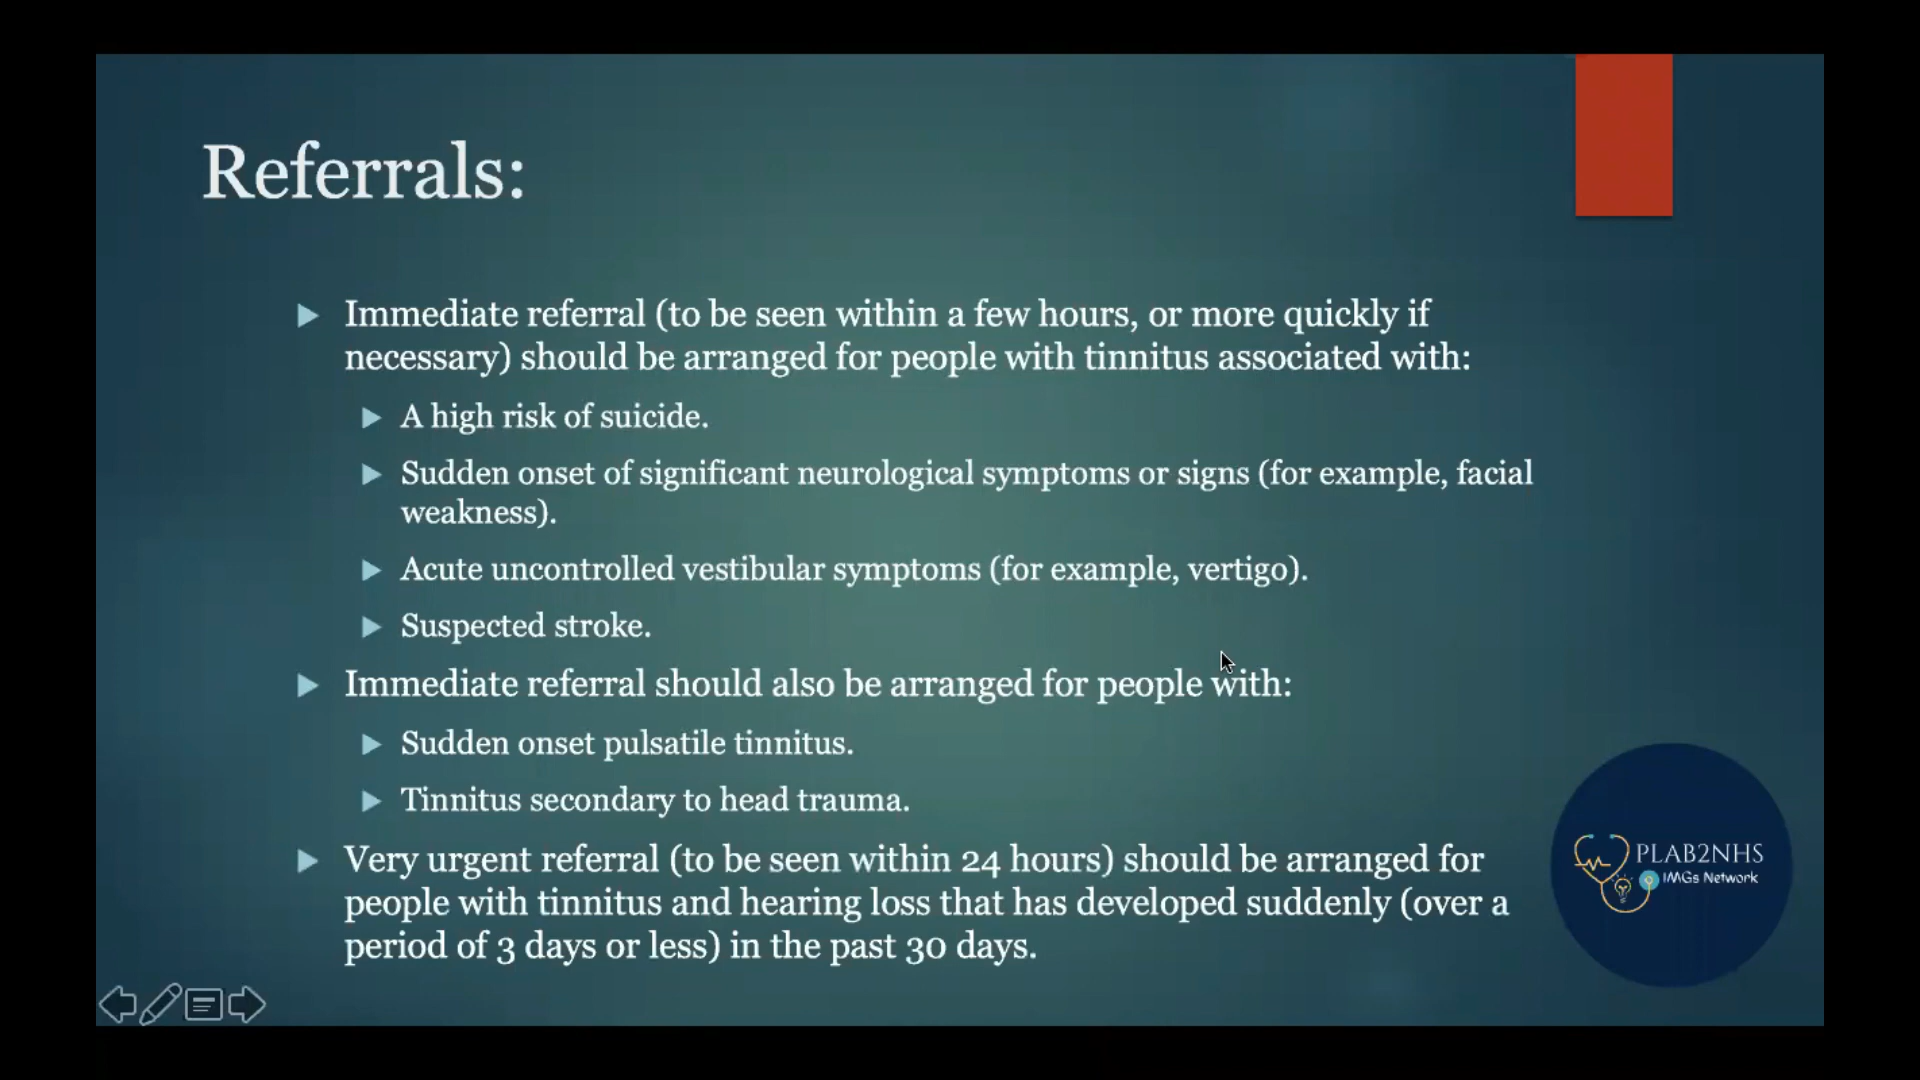 Referrals:
Immediate referral (to be seen within a few hours, or more quickly if
necessary) should be arranged for people with tinnitus associated with:
A high risk of suicide.
Sudden onset of significant neurological symptoms or signs (for example, facial
weakness).
Acute uncontrolled vestibular symptoms (for example, vertigo).
Suspected stroke.
Immediate referral should also be arranged for people with:
Sudden onset pulsatile tinnitus.
Tinnitus secondary to head trauma.
Very urgent referral (to be seen within 24 hours) should be arranged for
people with tinnitus and hearing loss that has developed suddenly (over a
period of 3 days or less) in the past 30 days.
PLAB2NHS
IMGs Network